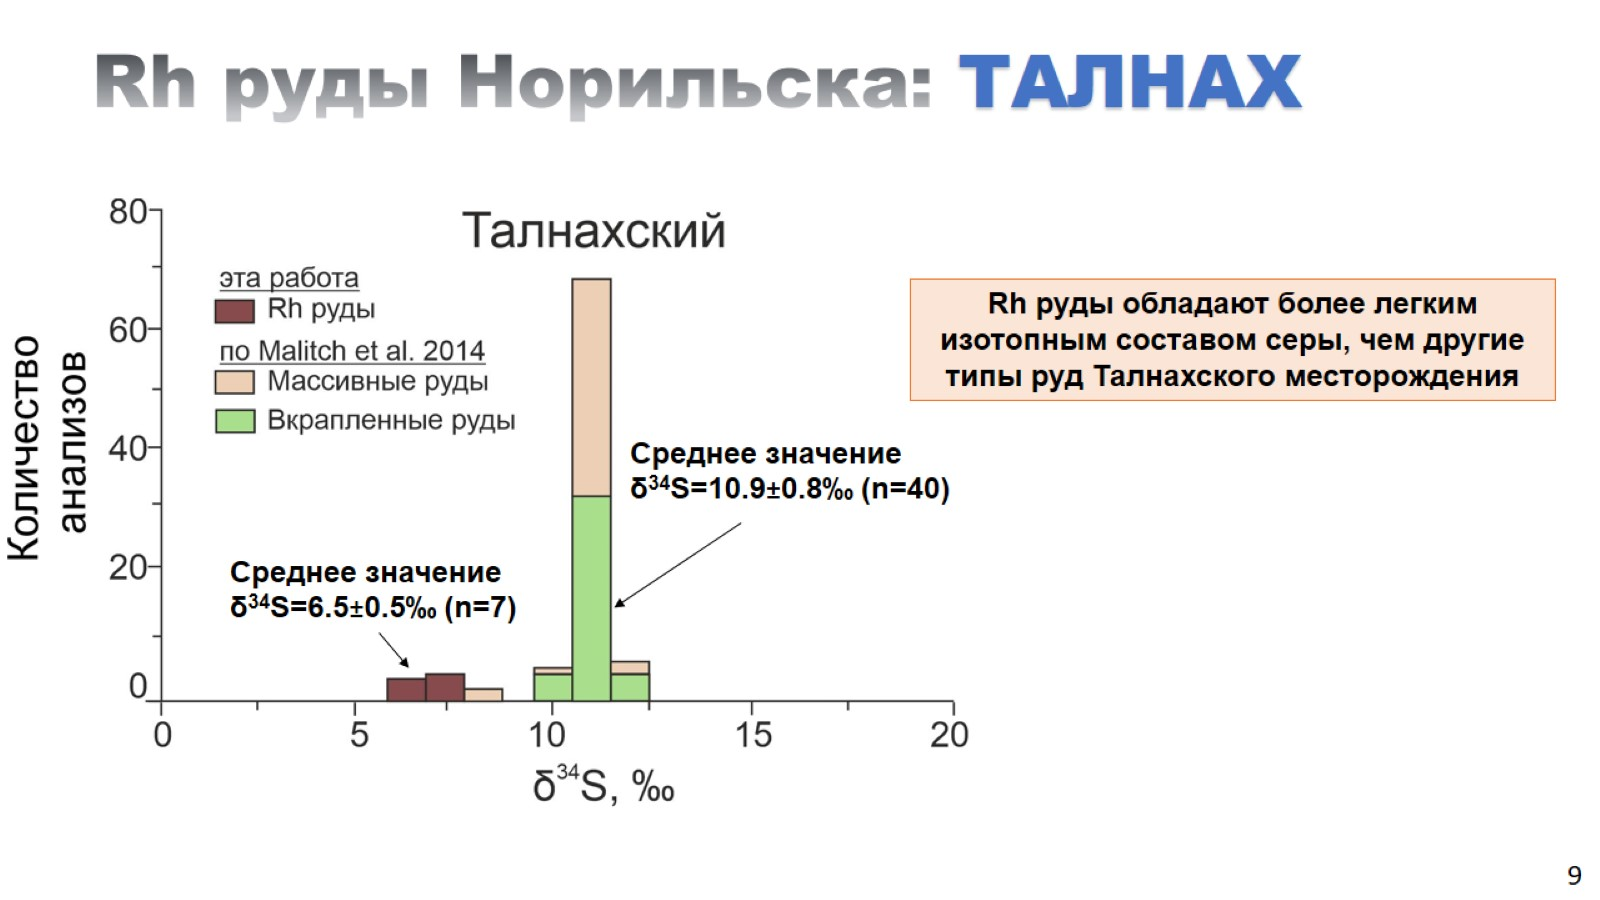 Rh руды Норильска: ТАЛНАХ
Талнахский
эта работа
Rh руды
по Malitch et al. 2014
Массивные руды
Вкрапленные руды
Количество
анализов
80
60
40
20
0
Rh руды обладают более легким
изотопным составом серы, чем другие
типы руд Талнахского месторождения
Среднее значение
δ³⁴S=10.9±0.8‰ (n=40)
Среднее значение
δ³⁴S=6.5±0.5‰ (n=7)
0 5 10 15 20
δ³⁴S, ‰
9